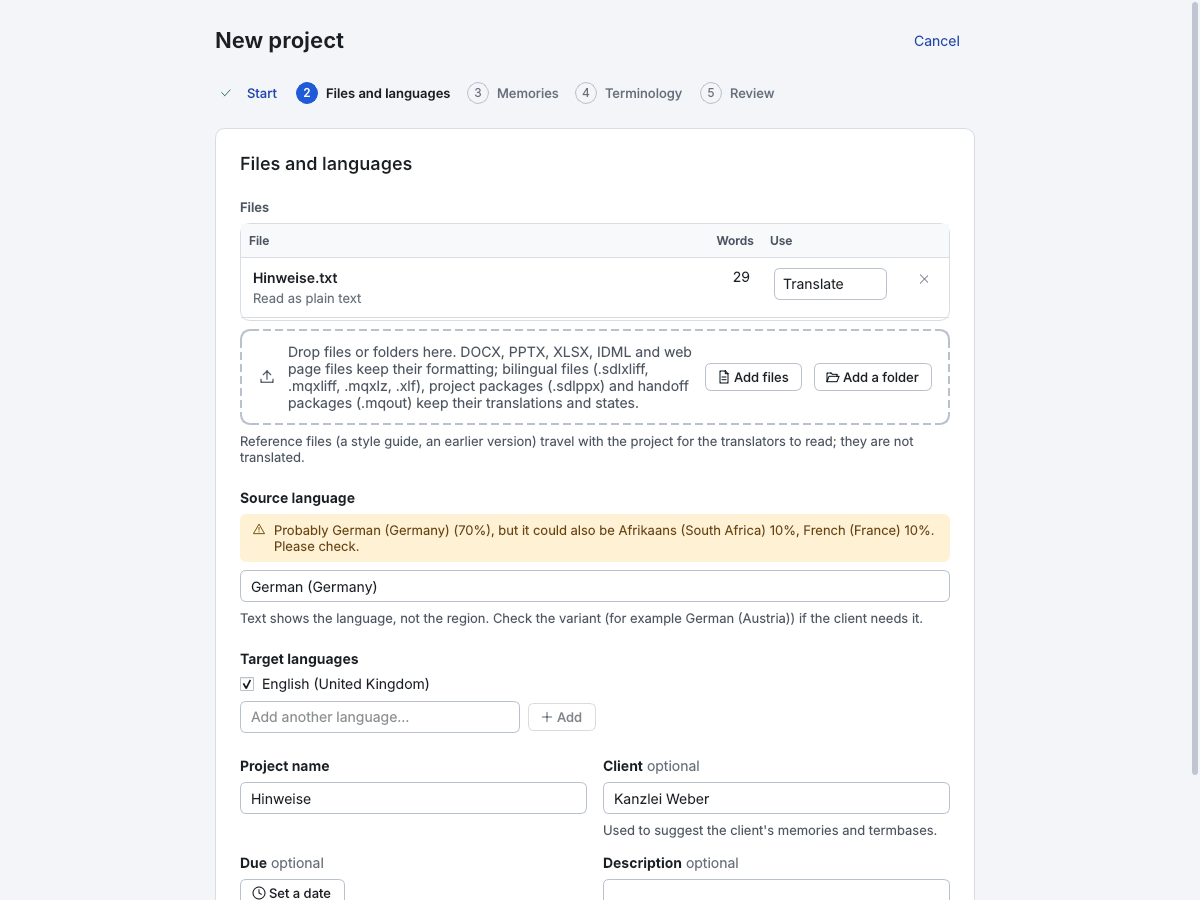 New project
Cancel
Start
2 Files and languages
3 Memories
4 Terminology
5 Review
Files and languages
Files
File Words Use
Hinweise.txt 29 Translate
Read as plain text
Drop files or folders here. DOCX, PPTX, XLSX, IDML and web
page files keep their formatting; bilingual files (.sdlxliff,
.mqxliff, .mqxlz, .xlf), project packages (.sdlppx) and handoff
packages (.mqout) keep their translations and states.
Add files
Add a folder
Reference files (a style guide, an earlier version) travel with the project for the translators to read; they are not
translated.
Source language
Probably German (Germany) (70%), but it could also be Afrikaans (South Africa) 10%, French (France) 10%.
Please check.
German (Germany)
Text shows the language, not the region. Check the variant (for example German (Austria)) if the client needs it.
Target languages
English (United Kingdom)
Add another language...
Add
Project name
Hinweise
Client optional
Kanzlei Weber
Used to suggest the client's memories and termbases.
Due optional
Set a date
Description optional